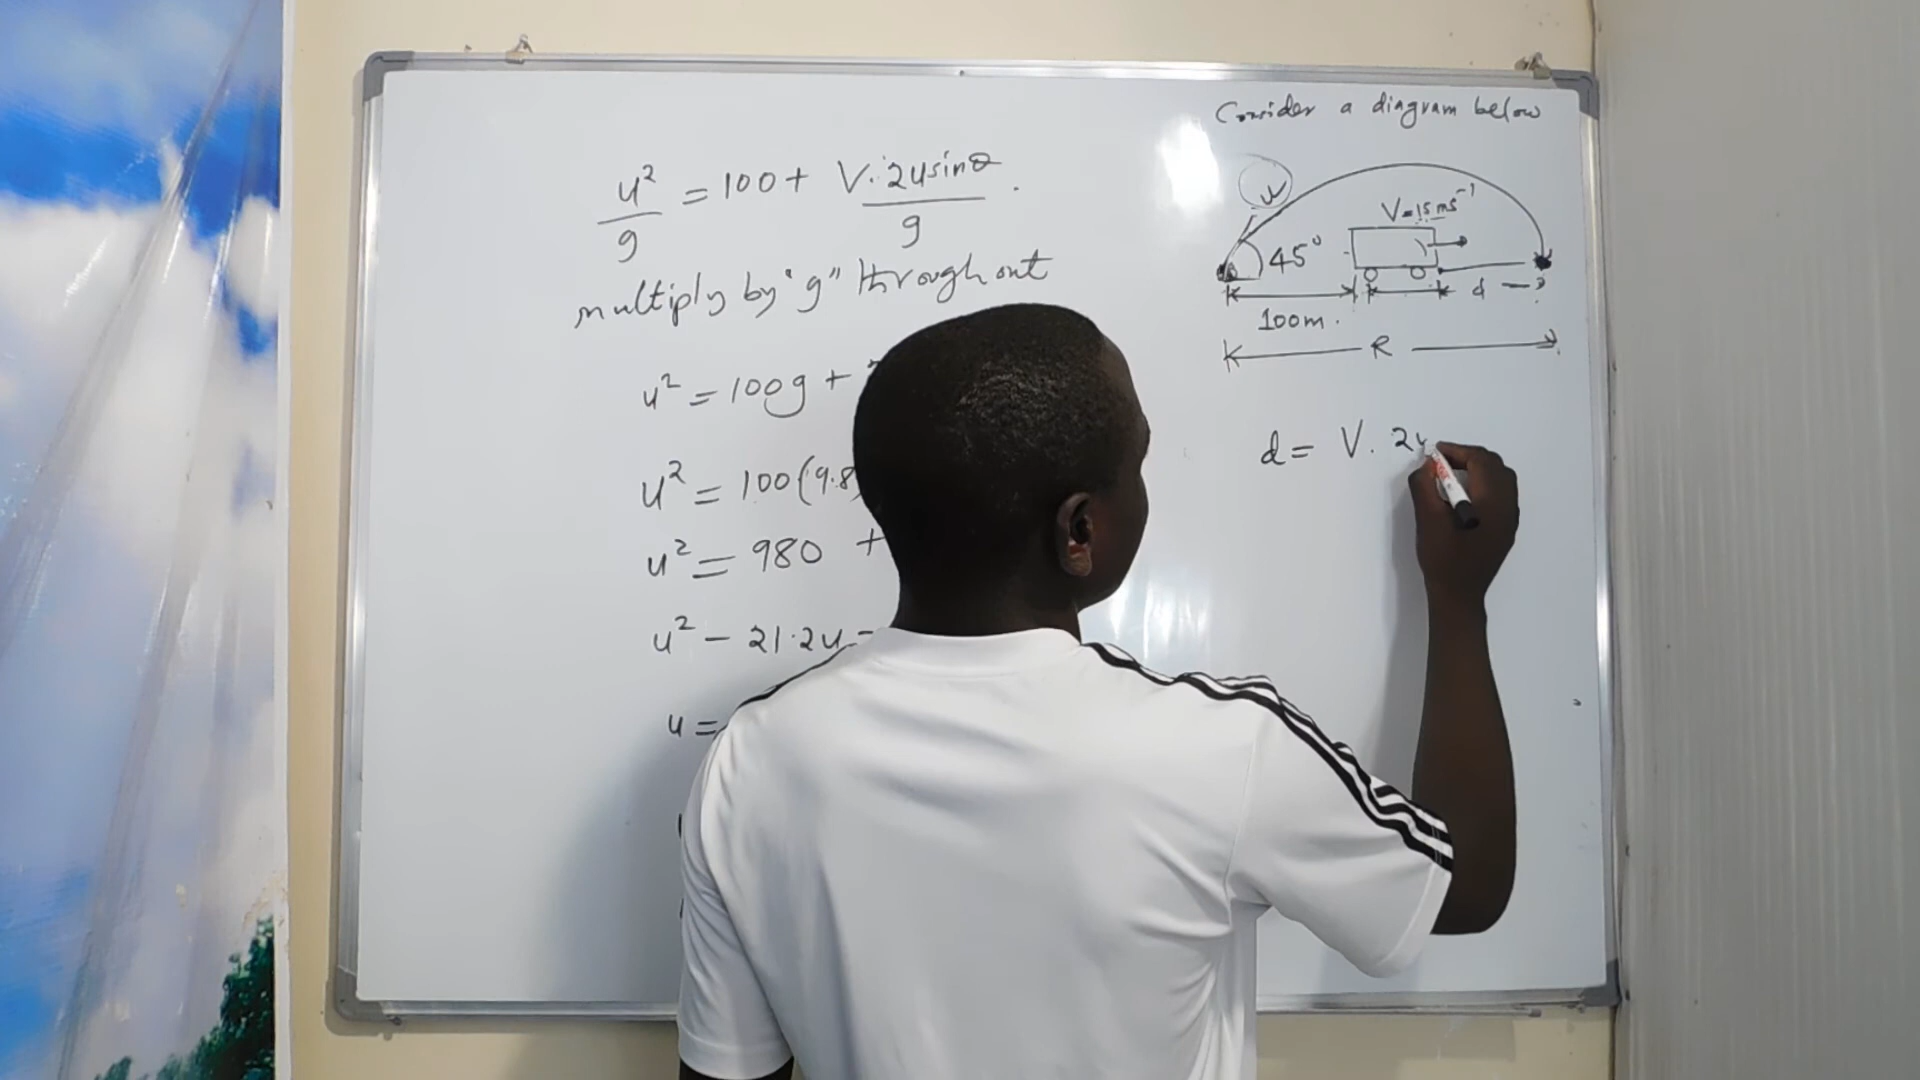 u² / g = 100 + V. 2usinθ / g .
multiply by "g" throughout
u² = 100g +
u² = 100(9.8)
u² = 980 +
u² - 21.2u =
u =
Consider a diagram below
u
V=15ms⁻¹
45°
d
100m.
R
d = V. 2u